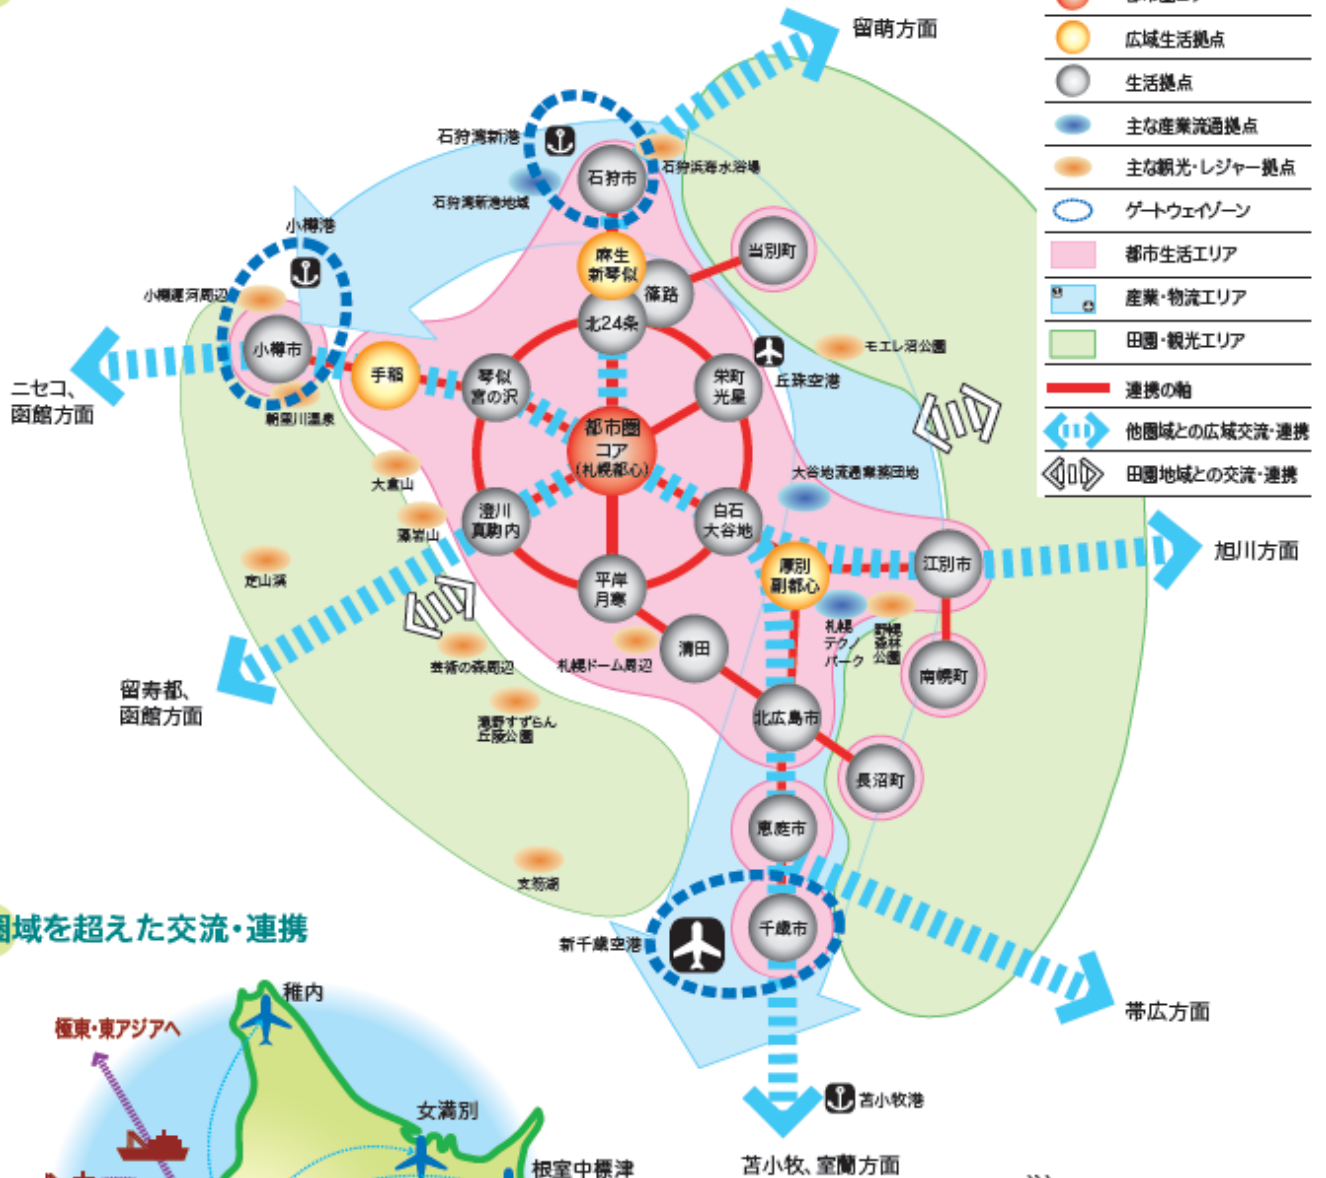 留萌方面
広域生活拠点
生活拠点
主な産業流通拠点
主な観光・レジャー拠点
ゲートウェイゾーン
都市生活エリア
産業・物流エリア
田園・観光エリア
連携の軸
他圏域との広域交流・連携
田園地域との交流・連携
石狩湾新港
石狩市
石狩浜海水浴場
石狩湾新港地域
小樽港
麻生
新琴似
当別町
篠路
小樽運河周辺
北24条
小樽市
手稲
琴似
宮の沢
栄町
光星
丘珠空港
モエレ沼公園
ニセコ、
函館方面
朝里川温泉
都市圏
コア
(札幌都心)
大倉山
大谷地流通業務団地
澄川
真駒内
白石
大谷地
藻岩山
定山渓
厚別
副都心
江別市
旭川方面
平岸
月寒
札幌
テクノ
パーク
野幌
森林
公園
芸術の森周辺
札幌ドーム周辺
清田
南幌町
留寿都、
函館方面
北広島市
滝野すずらん
丘陵公園
長沼町
恵庭市
支笏湖
千歳市
新千歳空港
帯広方面
苫小牧港
苫小牧、室蘭方面
圏域を超えた交流・連携
稚内
極東・東アジアへ
女満別
根室中標津